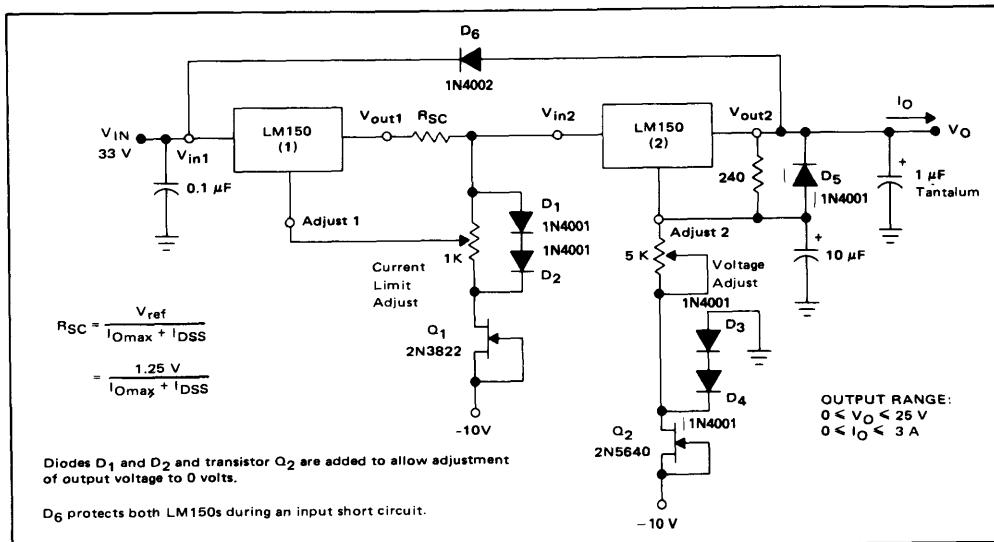 D6
1N4002
VIN
33 V
Vin1
LM150
(1)
Vout1
RSC
Vin2
LM150
(2)
Vout2
IO
VO
0.1 μF
Adjust 1
D1
1N4001
1N4001
D2
1K
Current
Limit
Adjust
240
D5
1N4001
+
1 μF
Tantalum
Adjust 2
+
10 μF
5 K
Voltage
Adjust
1N4001
D3
D4
1N4001
Q1
2N3822
-10V
Q2
2N5640
-10 V
RSC = Vref / IOmax + IDSS
= 1.25 V / IOmax + IDSS
OUTPUT RANGE:
0 ≤ VO ≤ 25 V
0 ≤ IO ≤ 3 A
Diodes D1 and D2 and transistor Q2 are added to allow adjustment
of output voltage to 0 volts.
D6 protects both LM150s during an input short circuit.